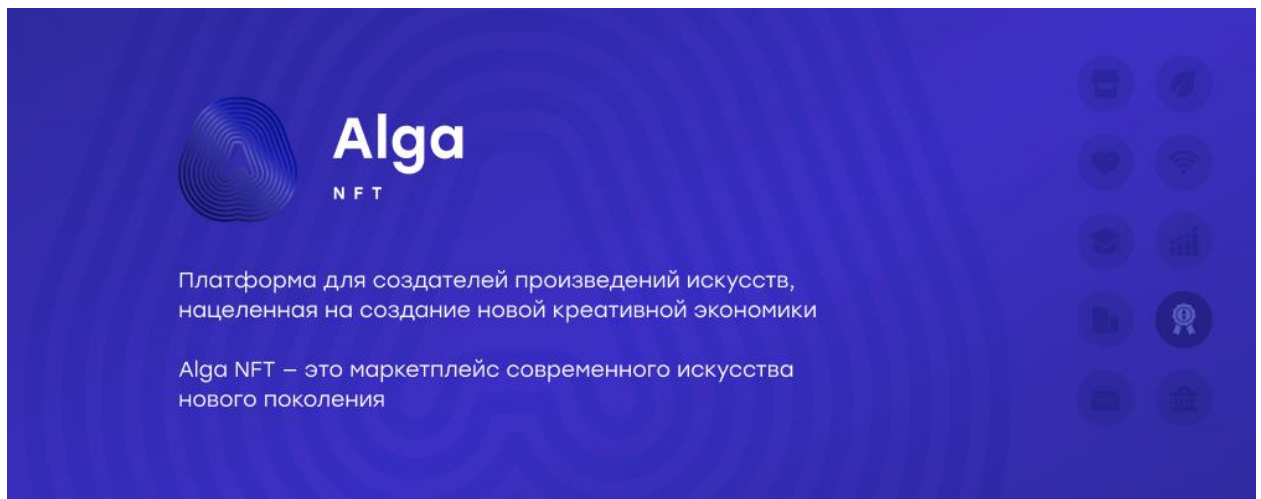 Alga
NFT
Платформа для создателей произведений искусств,
нацеленная на создание новой креативной экономики
Alga NFT — это маркетплейс современного искусства
нового поколения